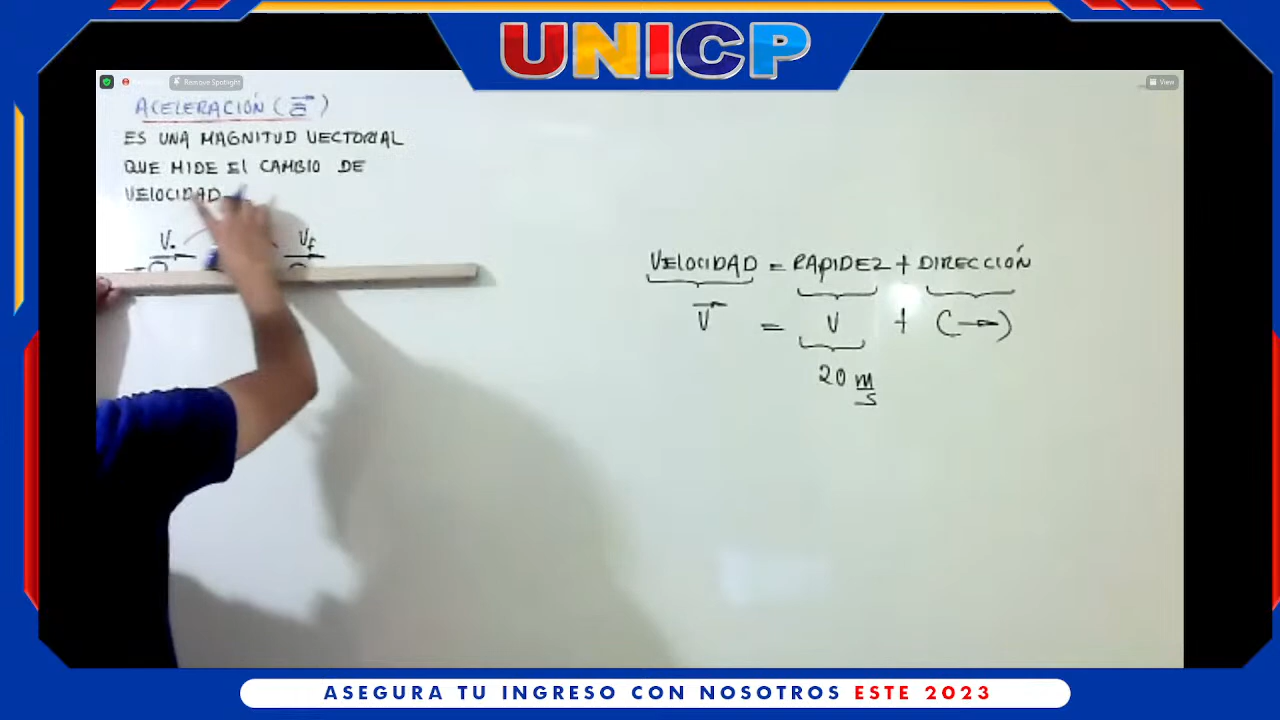 UNICP
Remove Spotlight
View
ACELERACIÓN (a)
ES UNA MAGNITUD VECTORIAL
QUE MIDE El CAMBIO DE
VElOCIDAD
V₀ Vf
VELOCIDAD = RAPIDEZ + DIRECCIÓN
V = V + (→)
20 m/s
ASEGURA TU INGRESO CON NOSOTROS ESTE 2023